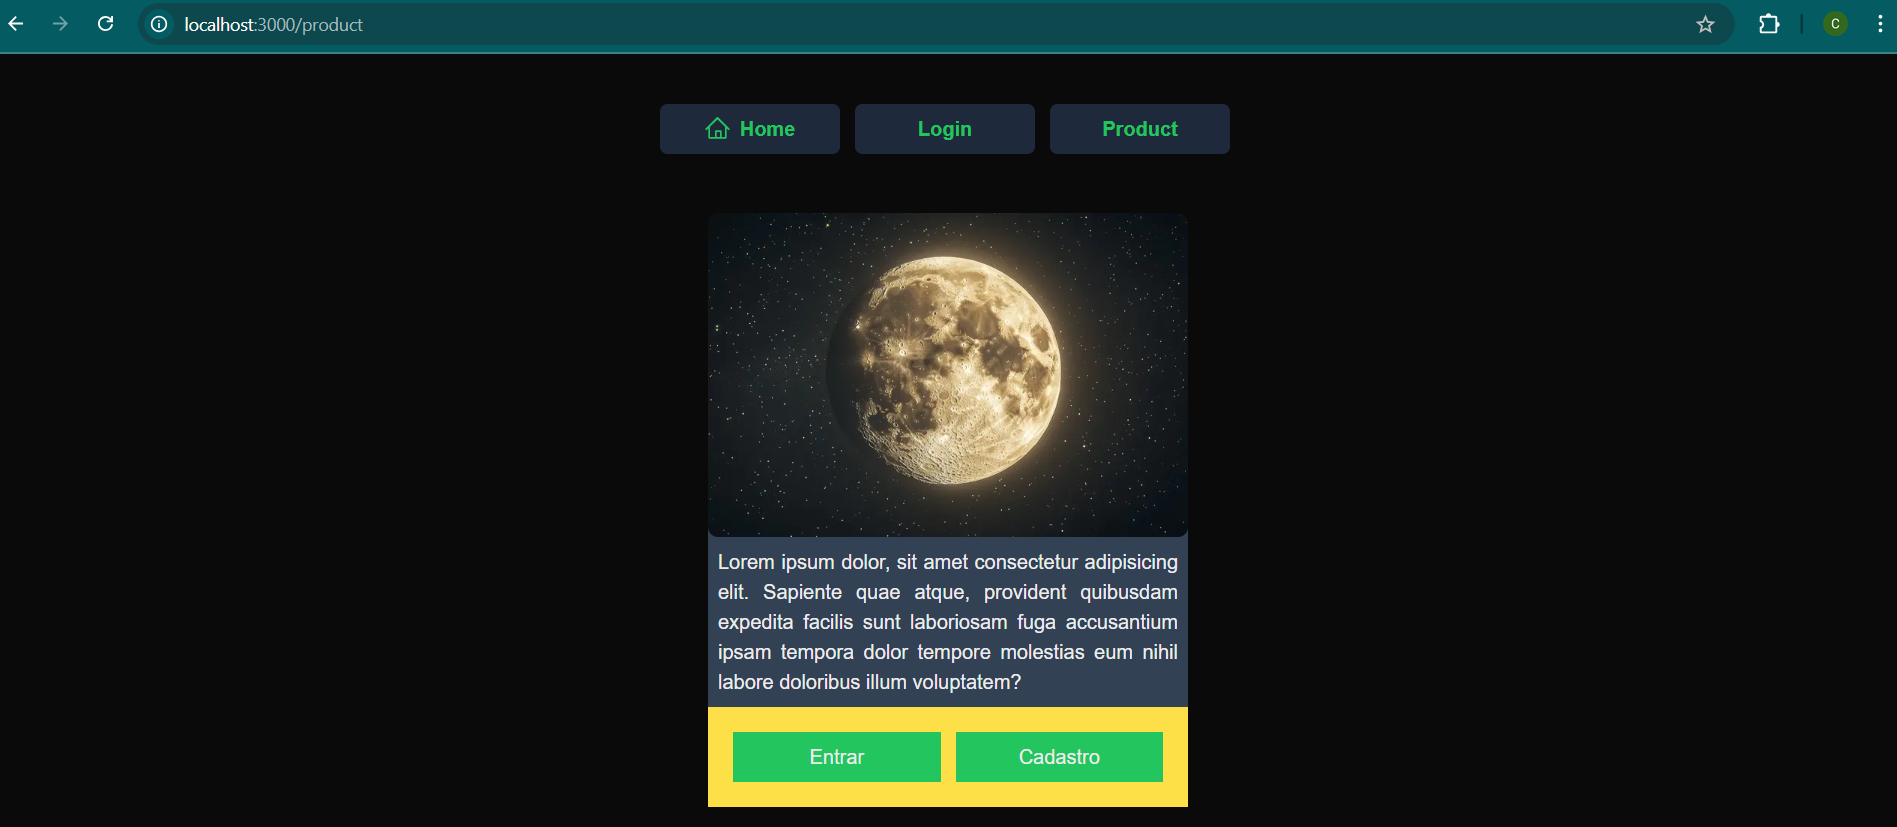 localhost:3000/product
C
Home Login Product
Lorem ipsum dolor, sit amet consectetur adipisicing
elit. Sapiente quae atque, provident quibusdam
expedita facilis sunt laboriosam fuga accusantium
ipsam tempora dolor tempore molestias eum nihil
labore doloribus illum voluptatem?
Entrar Cadastro